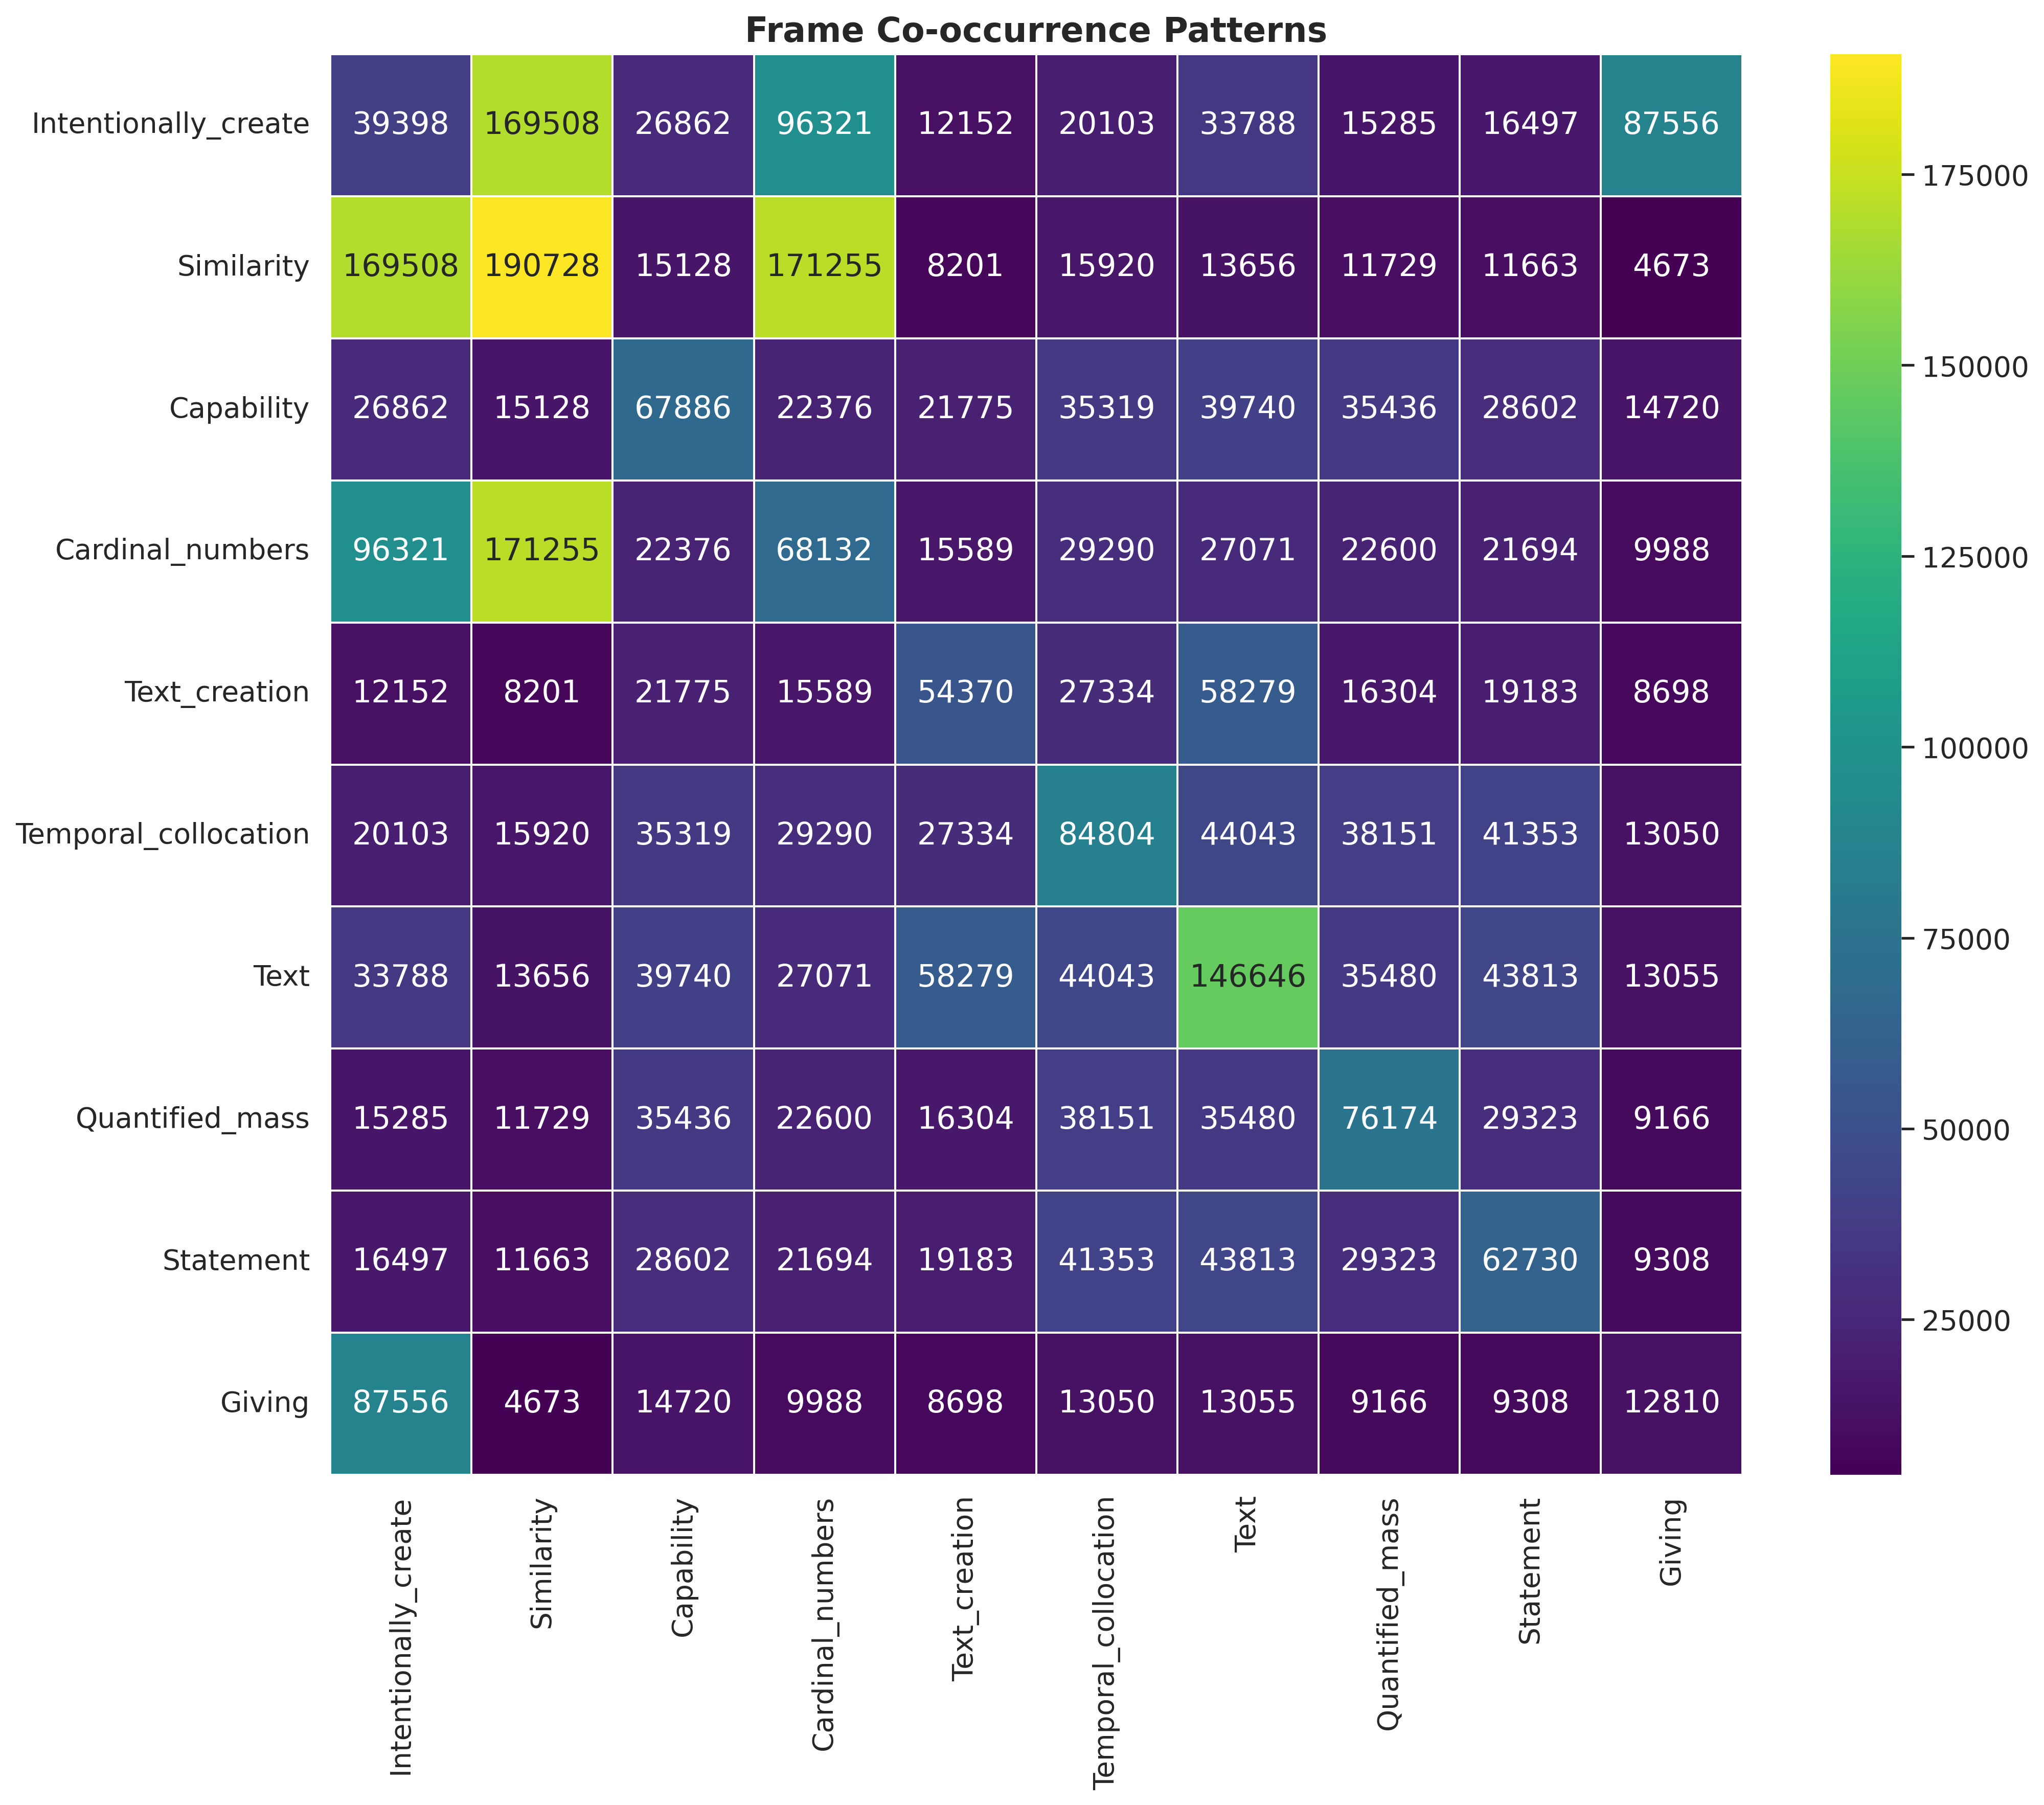 Frame Co-occurrence Patterns
Intentionally_create 39398 169508 26862 96321 12152 20103 33788 15285 16497 87556
Similarity 169508 190728 15128 171255 8201 15920 13656 11729 11663 4673
Capability 26862 15128 67886 22376 21775 35319 39740 35436 28602 14720
Cardinal_numbers 96321 171255 22376 68132 15589 29290 27071 22600 21694 9988
Text_creation 12152 8201 21775 15589 54370 27334 58279 16304 19183 8698
Temporal_collocation 20103 15920 35319 29290 27334 84804 44043 38151 41353 13050
Text 33788 13656 39740 27071 58279 44043 146646 35480 43813 13055
Quantified_mass 15285 11729 35436 22600 16304 38151 35480 76174 29323 9166
Statement 16497 11663 28602 21694 19183 41353 43813 29323 62730 9308
Giving 87556 4673 14720 9988 8698 13050 13055 9166 9308 12810
Intentionally_create
Similarity
Capability
Cardinal_numbers
Text_creation
Temporal_collocation
Text
Quantified_mass
Statement
Giving
175000
150000
125000
100000
75000
50000
25000